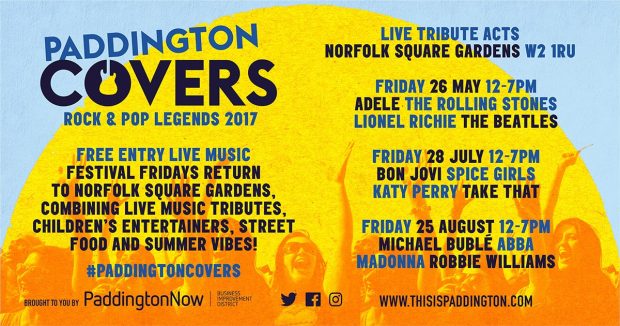 PADDINGTON
COVERS
ROCK & POP LEGENDS 2017
FREE ENTRY LIVE MUSIC
FESTIVAL FRIDAYS RETURN
TO NORFOLK SQUARE GARDENS,
COMBINING LIVE MUSIC TRIBUTES,
CHILDREN'S ENTERTAINERS, STREET
FOOD AND SUMMER VIBES!
#PADDINGTONCOVERS
BROUGHT TO YOU BY PaddingtonNow
BUSINESS
IMPROVEMENT
DISTRICT
LIVE TRIBUTE ACTS
NORFOLK SQUARE GARDENS W2 1RU
FRIDAY 26 MAY 12-7PM
ADELE THE ROLLING STONES
LIONEL RICHIE THE BEATLES
FRIDAY 28 JULY 12-7PM
BON JOVI SPICE GIRLS
KATY PERRY TAKE THAT
FRIDAY 25 AUGUST 12-7PM
MICHAEL BUBLÉ ABBA
MADONNA ROBBIE WILLIAMS
WWW.THISISPADDINGTON.COM